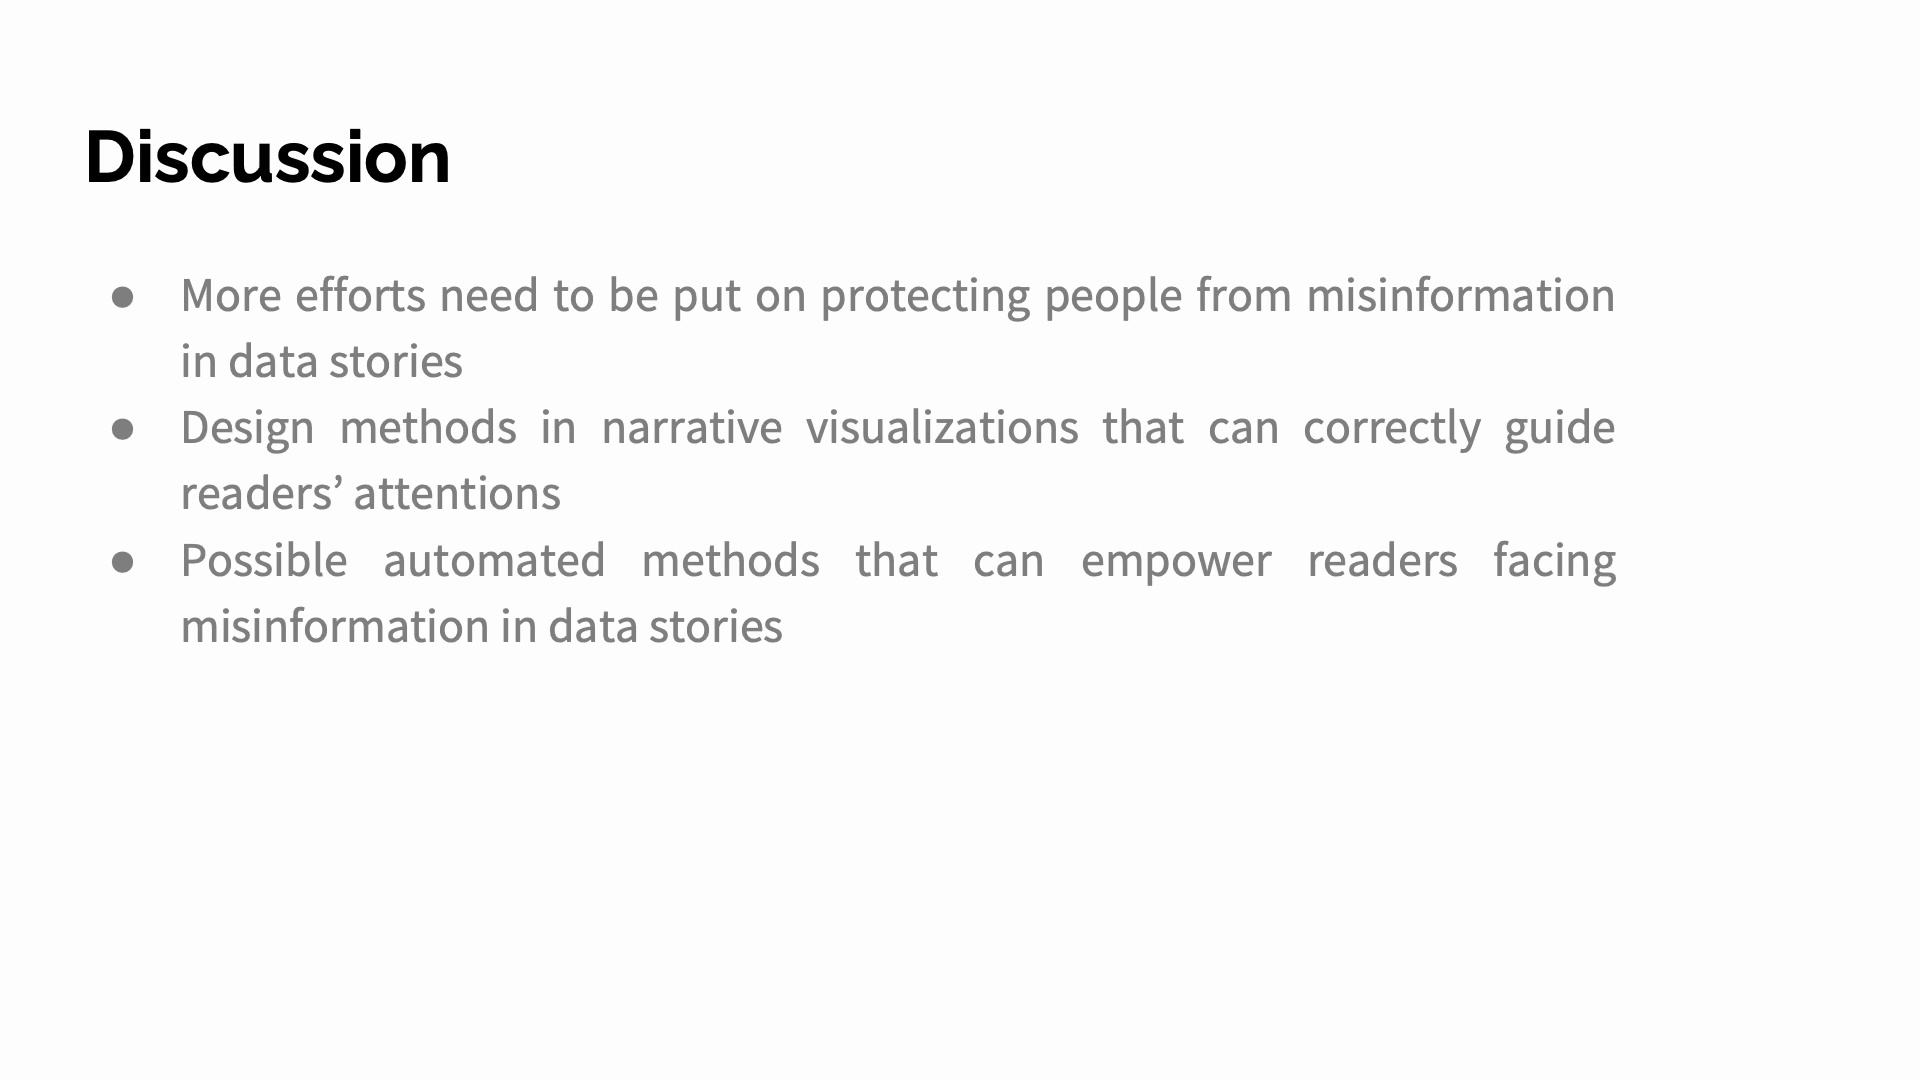 Discussion
● More efforts need to be put on protecting people from misinformation
in data stories
● Design methods in narrative visualizations that can correctly guide
readers’ attentions
● Possible automated methods that can empower readers facing
misinformation in data stories